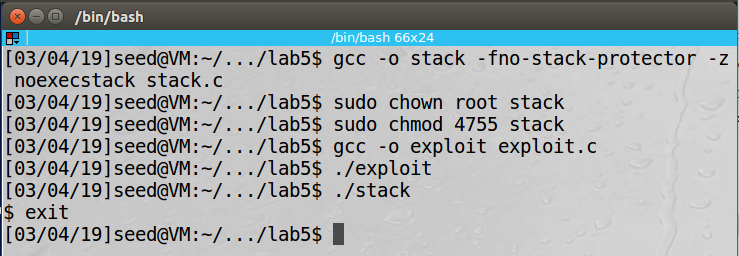 /bin/bash
/bin/bash 66x24
[03/04/19]seed@VM:~/.../lab5$ gcc -o stack -fno-stack-protector -z
 noexecstack stack.c
[03/04/19]seed@VM:~/.../lab5$ sudo chown root stack
[03/04/19]seed@VM:~/.../lab5$ sudo chmod 4755 stack
[03/04/19]seed@VM:~/.../lab5$ gcc -o exploit exploit.c
[03/04/19]seed@VM:~/.../lab5$ ./exploit
[03/04/19]seed@VM:~/.../lab5$ ./stack
$ exit
[03/04/19]seed@VM:~/.../lab5$